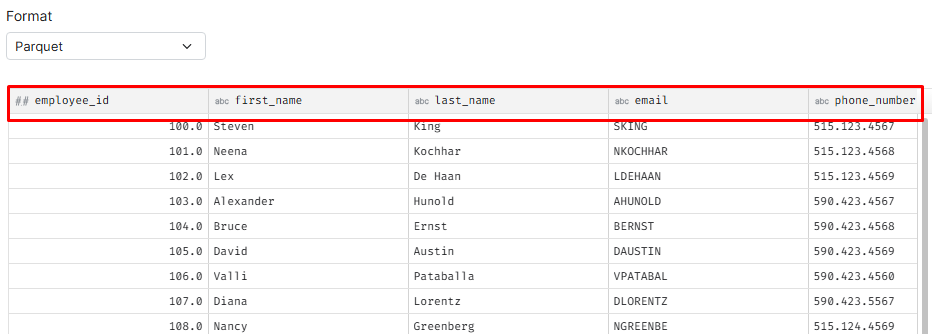 Format
Parquet
## employee_id abc first_name abc last_name abc email abc phone_number
100.0 Steven King SKING 515.123.4567
101.0 Neena Kochhar NKOCHHAR 515.123.4568
102.0 Lex De Haan LDEHAAN 515.123.4569
103.0 Alexander Hunold AHUNOLD 590.423.4567
104.0 Bruce Ernst BERNST 590.423.4568
105.0 David Austin DAUSTIN 590.423.4569
106.0 Valli Pataballa VPATABAL 590.423.4560
107.0 Diana Lorentz DLORENTZ 590.423.5567
108.0 Nancy Greenberg NGREENBE 515.124.4569